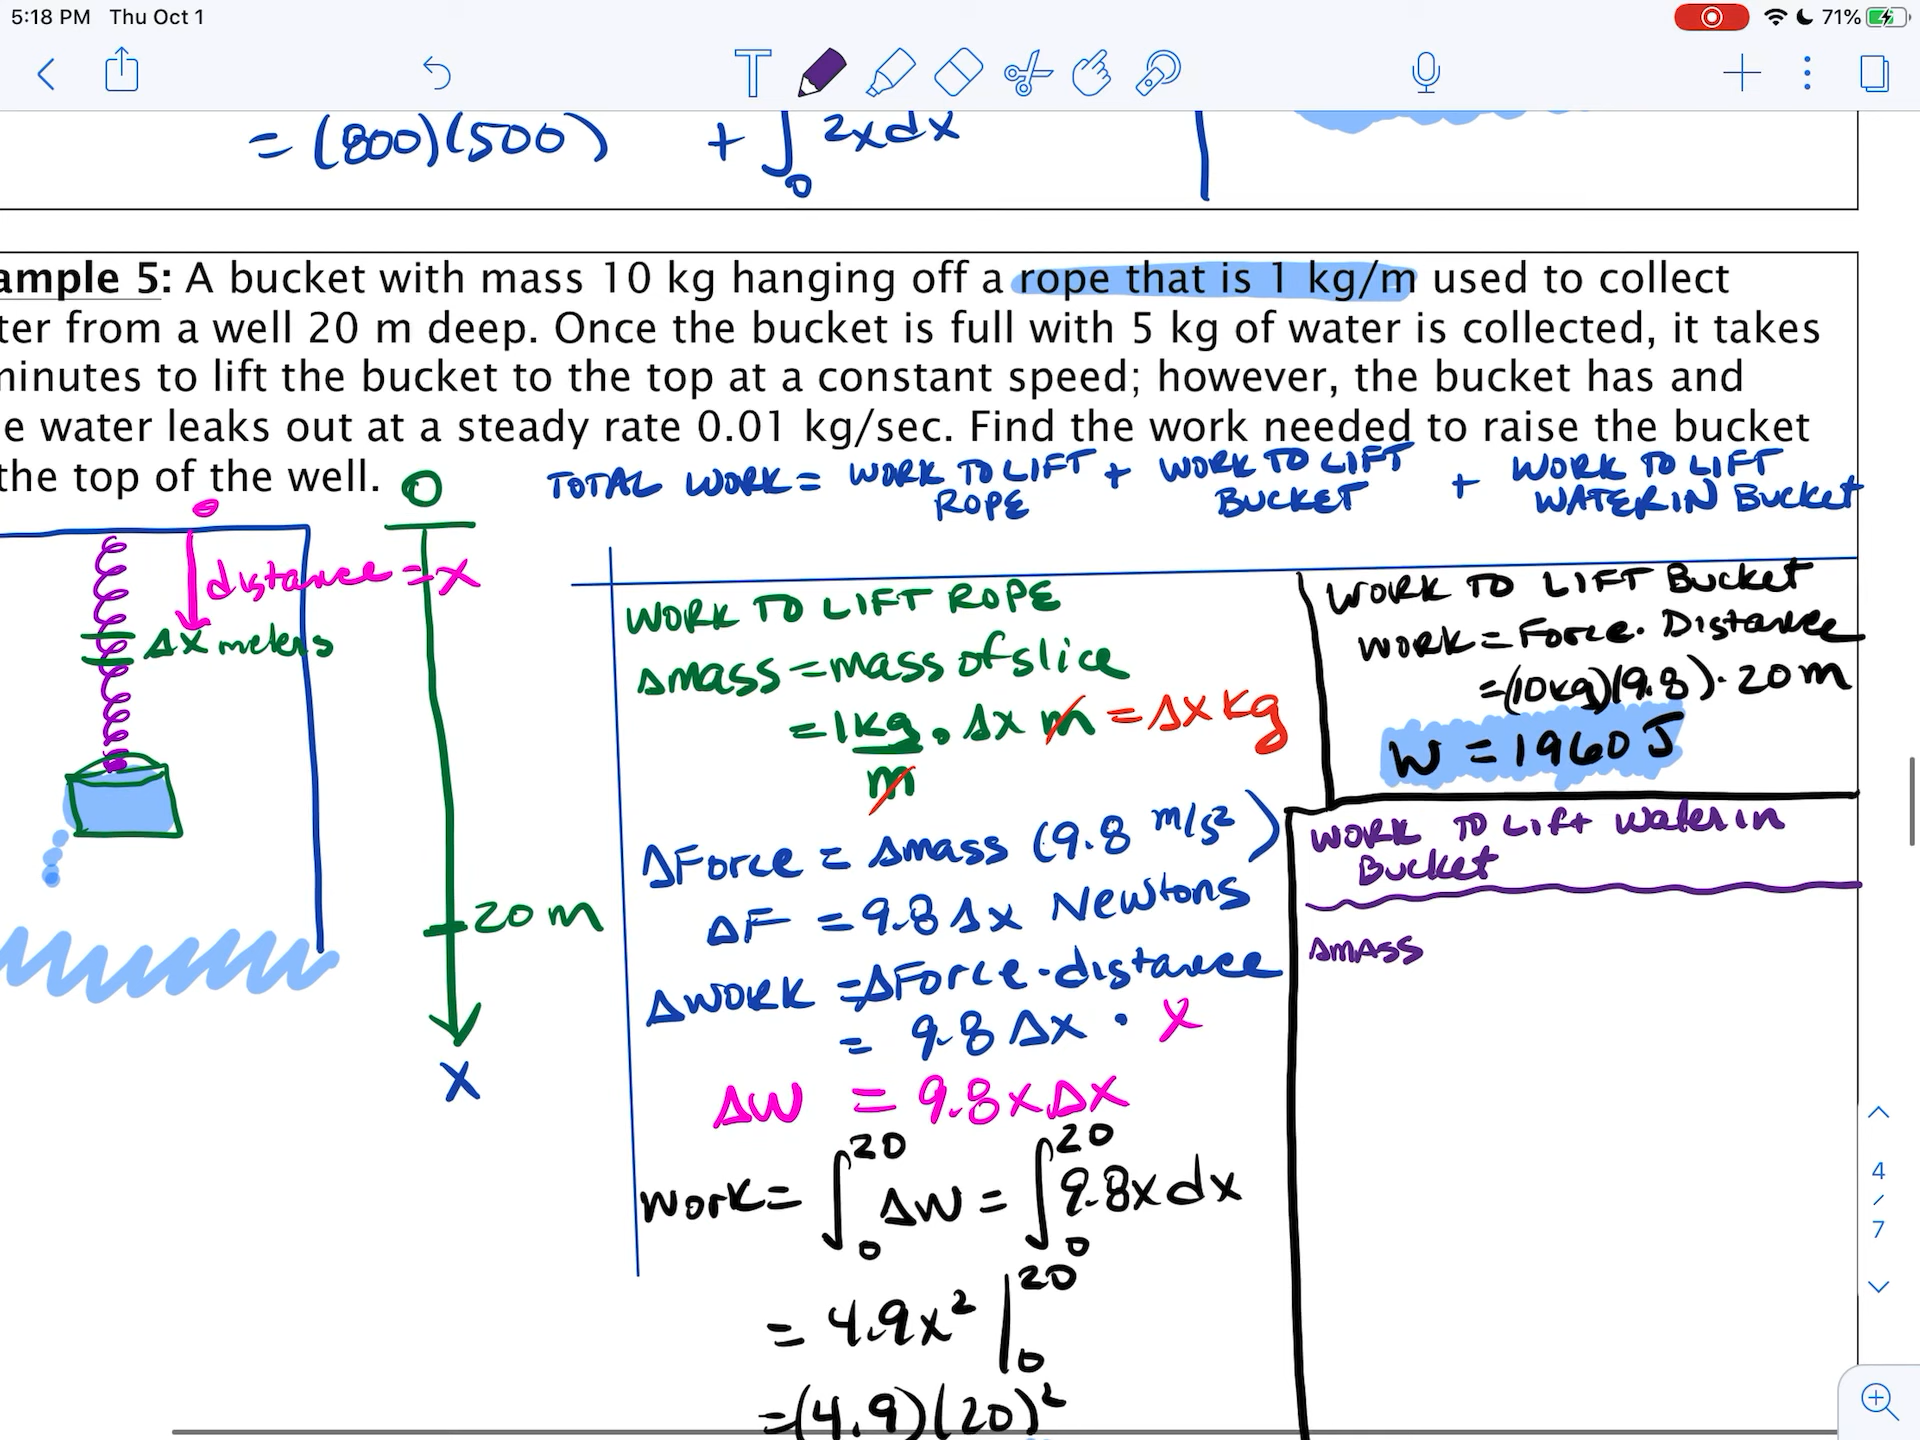 5:18 PM Thu Oct 1
71%
T
= (800)(500) + ∫ 2xdx
0
ample 5: A bucket with mass 10 kg hanging off a rope that is 1 kg/m used to collect
ter from a well 20 m deep. Once the bucket is full with 5 kg of water is collected, it takes
minutes to lift the bucket to the top at a constant speed; however, the bucket has and
e water leaks out at a steady rate 0.01 kg/sec. Find the work needed to raise the bucket
the top of the well.
TOTAL WORK = WORK TO LIFT ROPE + WORK TO LIFT BUCKET + WORK TO LIFT WATER IN BUCKET
0
0
distance = x
Δx meters
20 m
x
WORK TO LIFT ROPE
Δmass = mass of slice
= 1kg/m · Δx m = Δx kg
ΔForce = Δmass (9.8 m/s²)
ΔF = 9.8 Δx Newtons
ΔWORK = ΔForce · distance
= 9.8 Δx · x
ΔW = 9.8xΔx
Work = ∫₀²⁰ ΔW = ∫₀²⁰ 9.8x dx
= 4.9x² |₀²⁰
= (4.9)(20)²
WORK TO LIFT Bucket
WORK = Force · Distance
= (10kg)(9.8) · 20 m
W = 1960 J
WORK TO Lift Water in
Bucket
ΔMASS
4
/
7